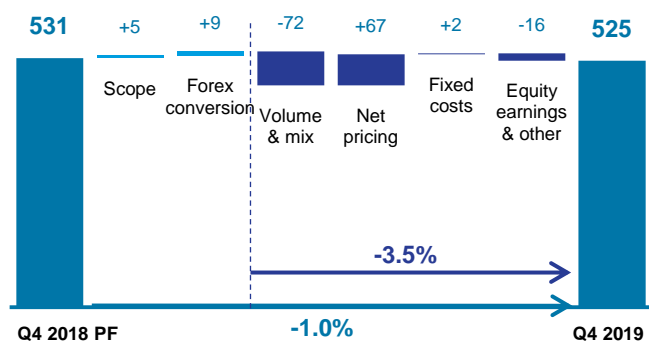 531
+5
+9
-72
+67
+2
-16
525
Scope
Forex
conversion
Volume
& mix
Net
pricing
Fixed
costs
Equity
earnings
& other
-3.5%
-1.0%
Q4 2018 PF
Q4 2019